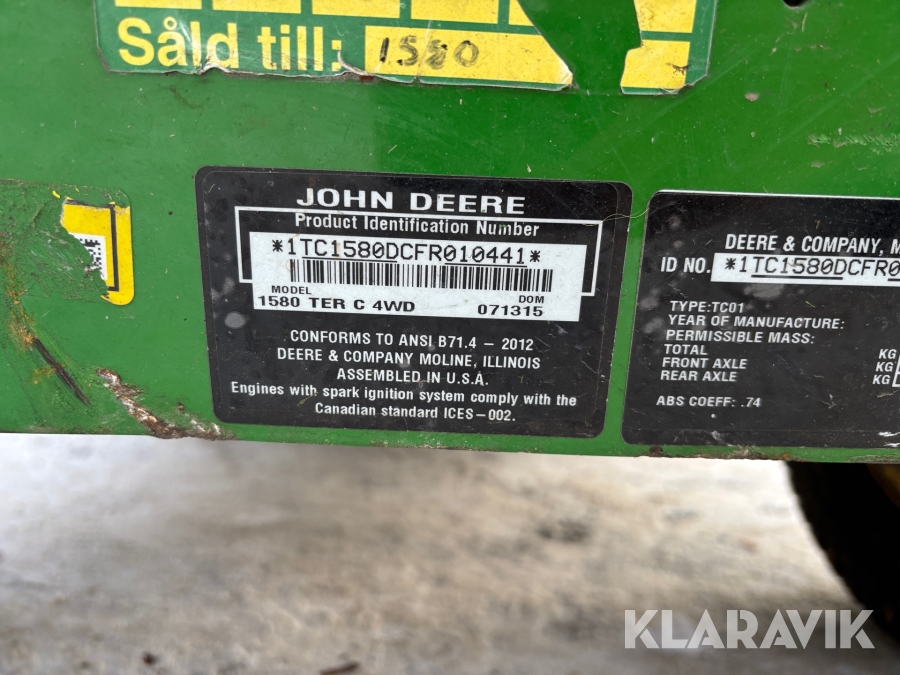 Såld till: 1580
JOHN DEERE
Product Identification Number
*1TC1580DCFR010441*
MODEL DOM
1580 TER C 4WD 071315
CONFORMS TO ANSI B71.4 – 2012
DEERE & COMPANY MOLINE, ILLINOIS
ASSEMBLED IN U.S.A.
Engines with spark ignition system comply with the
Canadian standard ICES–002.
DEERE & COMPANY, M
ID NO. *1TC1580DCFR0
TYPE:TC01
YEAR OF MANUFACTURE:
PERMISSIBLE MASS:
TOTAL KG
FRONT AXLE KG
REAR AXLE KG
ABS COEFF: .74
KLARAVIK